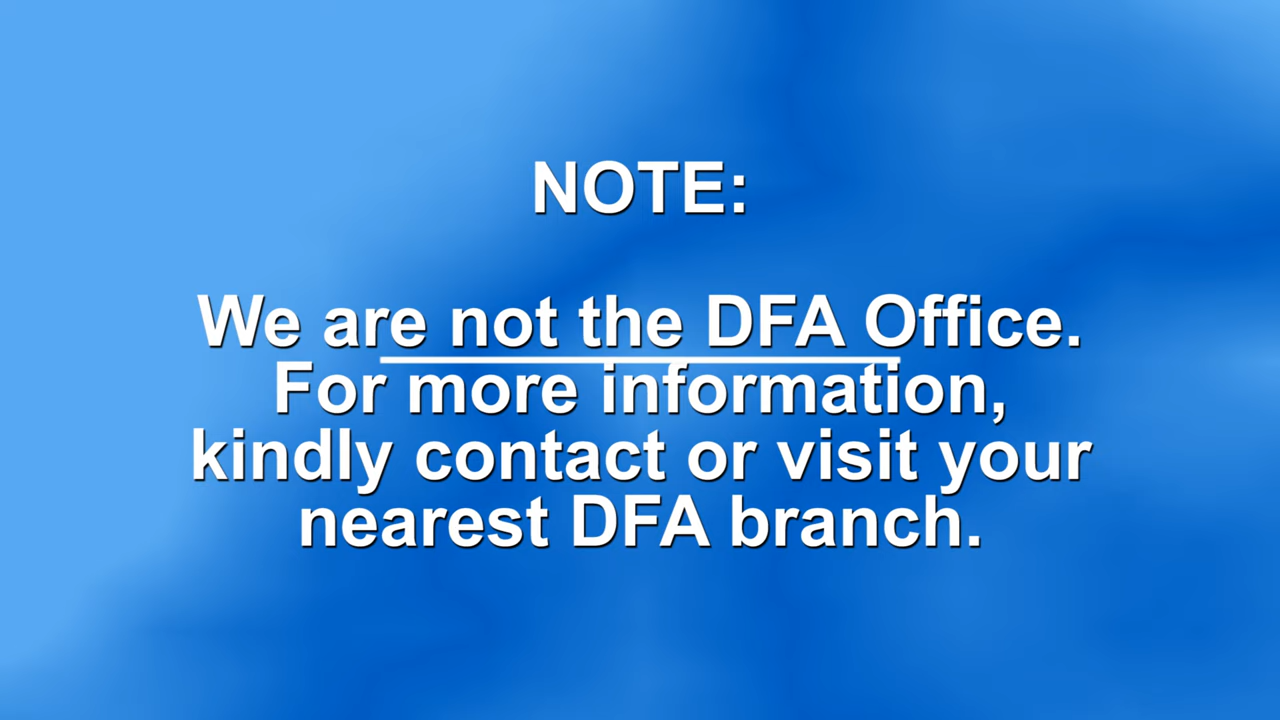 NOTE:
We are not the DFA Office.
For more information,
kindly contact or visit your
nearest DFA branch.